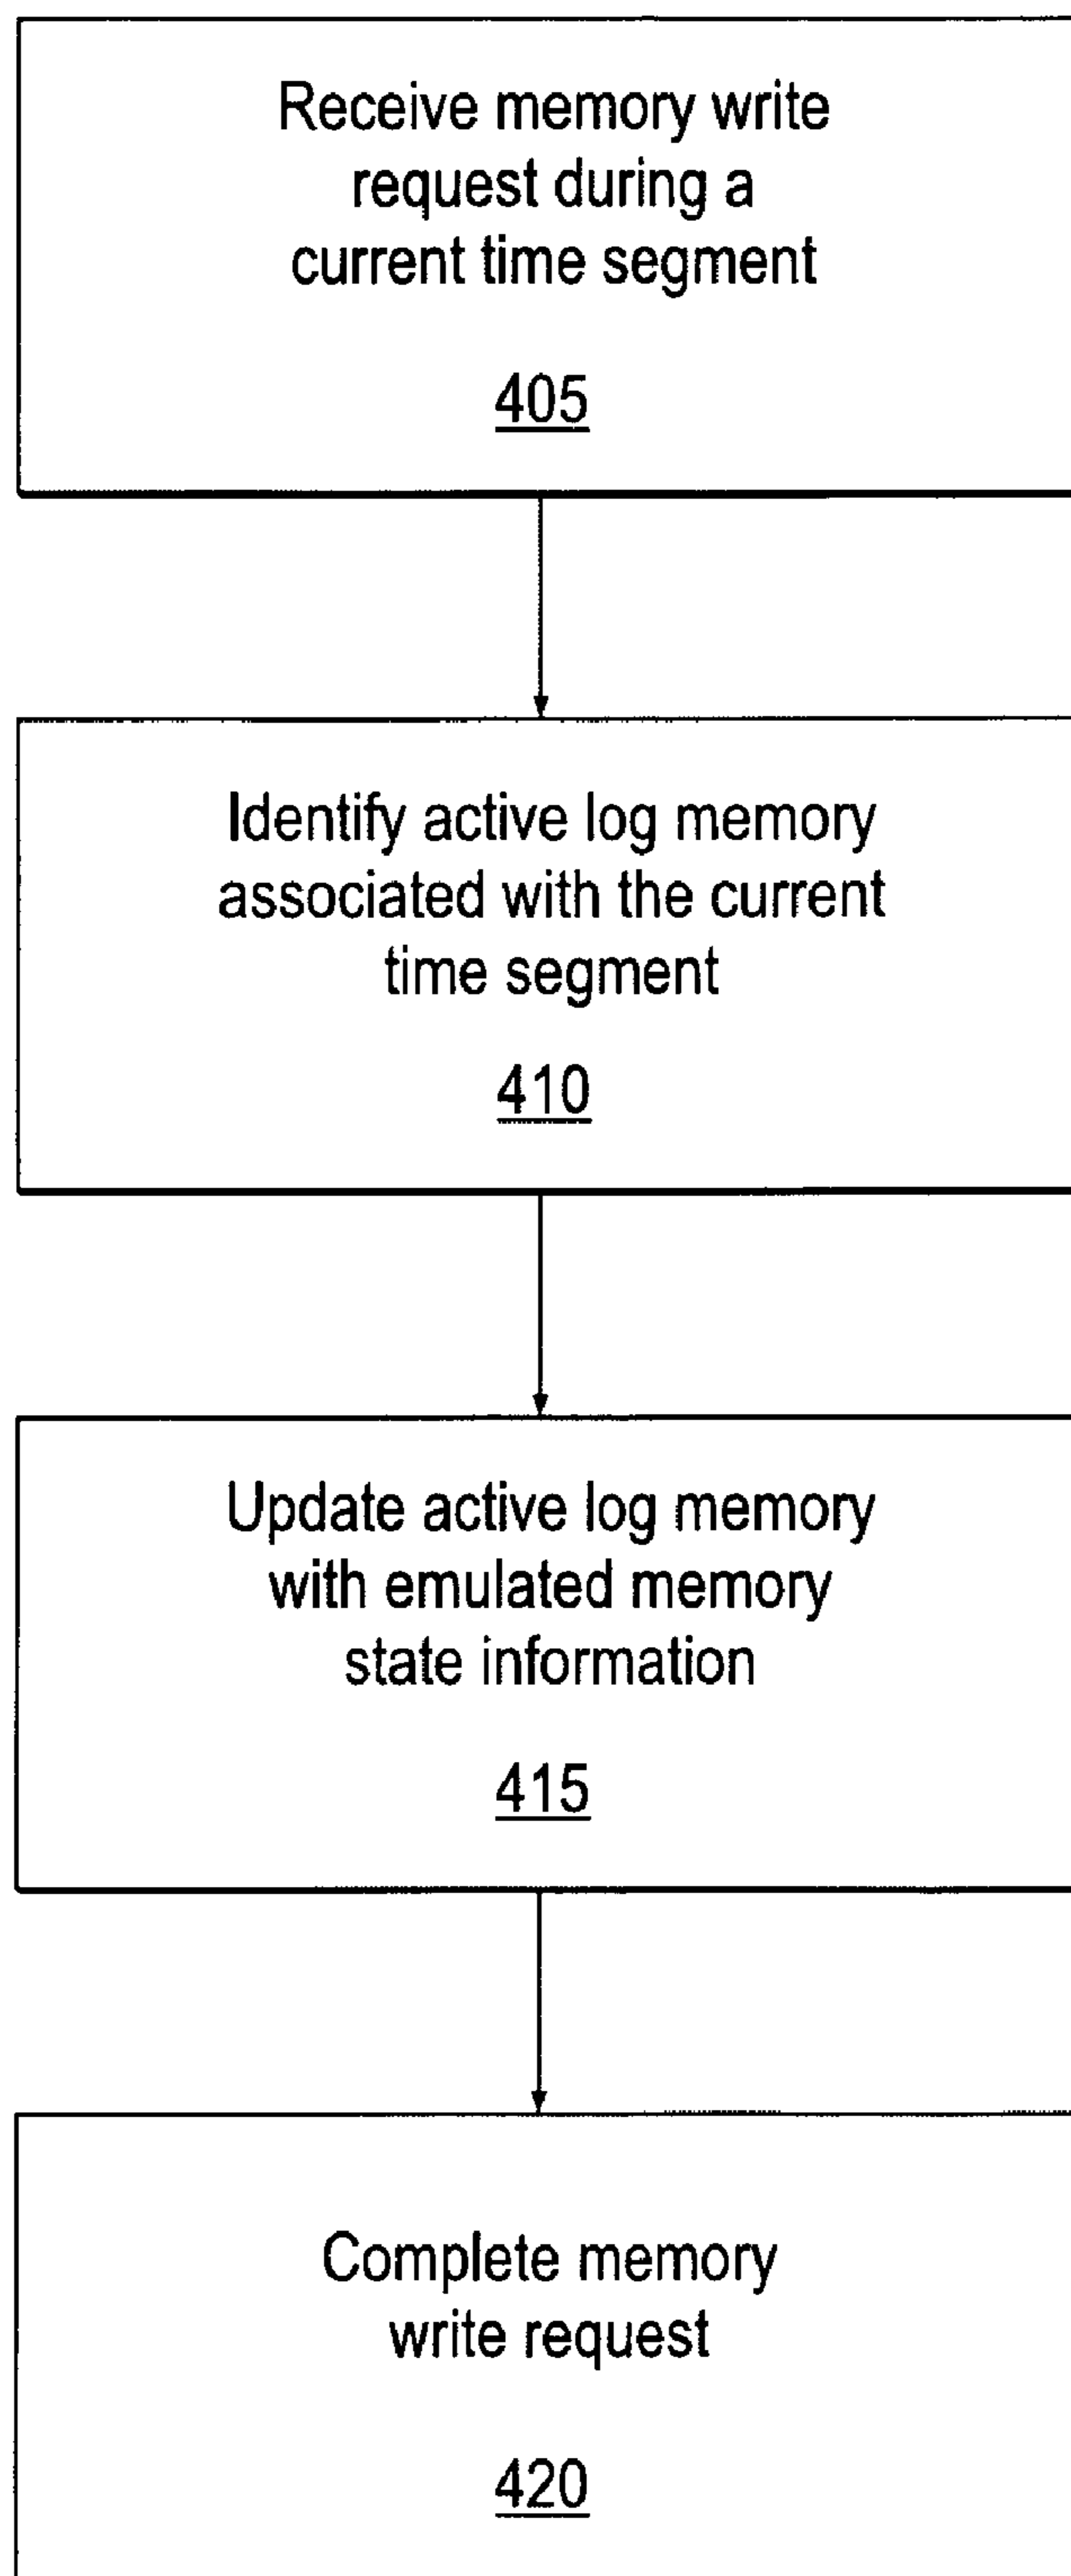 Receive memory write
request during a
current time segment
405
Identify active log memory
associated with the current
time segment
410
Update active log memory
with emulated memory
state information
415
Complete memory
write request
420